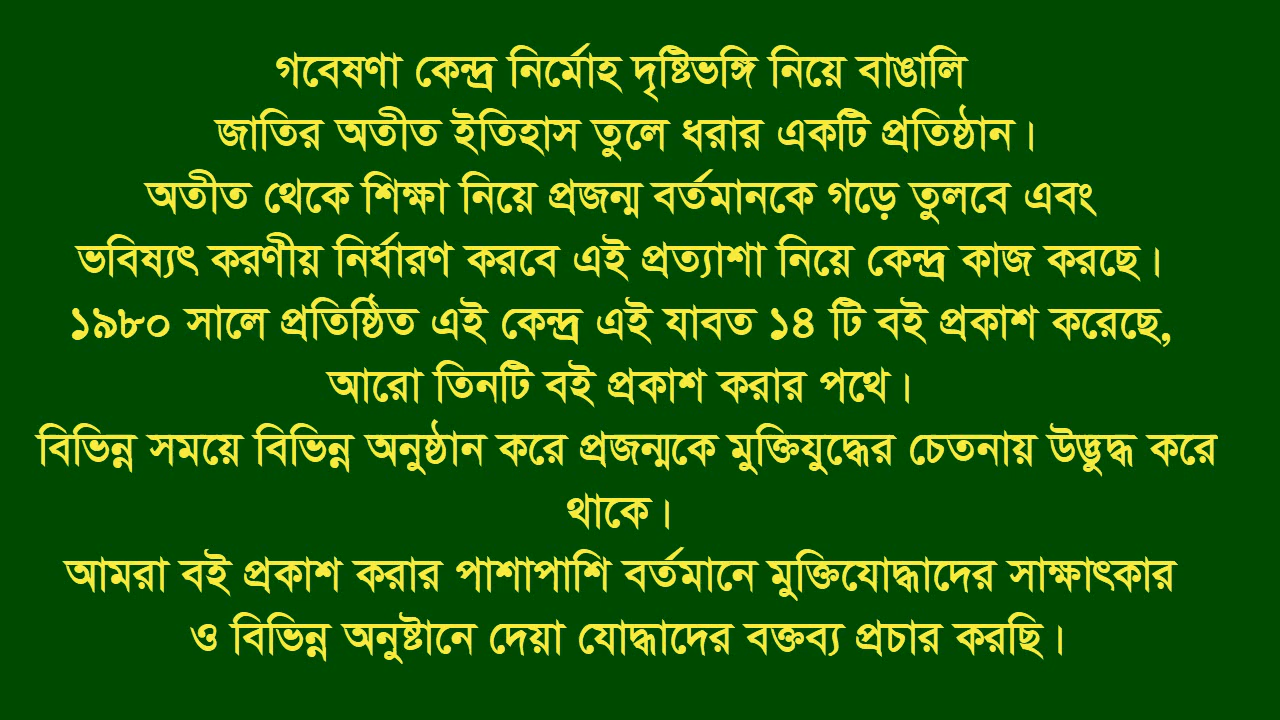 গবেষণা কেন্দ্র নির্মোহ দৃষ্টিভঙ্গি নিয়ে বাঙালি
জাতির অতীত ইতিহাস তুলে ধরার একটি প্রতিষ্ঠান।
অতীত থেকে শিক্ষা নিয়ে প্রজন্ম বর্তমানকে গড়ে তুলবে এবং
ভবিষ্যৎ করণীয় নির্ধারণ করবে এই প্রত্যাশা নিয়ে কেন্দ্র কাজ করছে।
১৯৮০ সালে প্রতিষ্ঠিত এই কেন্দ্র এই যাবত ১৪ টি বই প্রকাশ করেছে,
আরো তিনটি বই প্রকাশ করার পথে।
বিভিন্ন সময়ে বিভিন্ন অনুষ্ঠান করে প্রজন্মকে মুক্তিযুদ্ধের চেতনায় উদ্ভুদ্ধ করে
থাকে।
আমরা বই প্রকাশ করার পাশাপাশি বর্তমানে মুক্তিযোদ্ধাদের সাক্ষাৎকার
ও বিভিন্ন অনুষ্টানে দেয়া যোদ্ধাদের বক্তব্য প্রচার করছি।